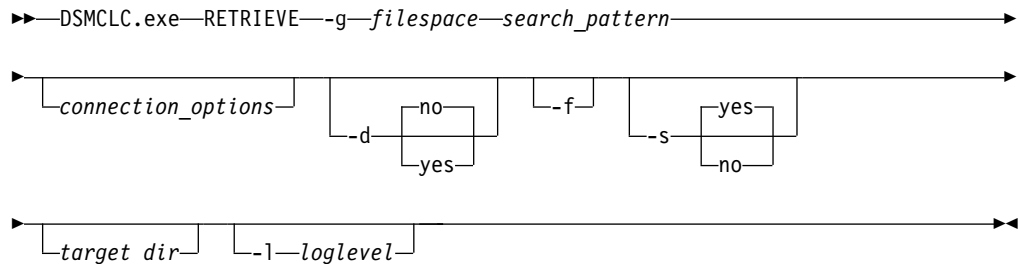 DSMCLC.exe RETRIEVE -g filespace search_pattern
no yes
connection_options -d -f -s
yes no
target dir -l loglevel